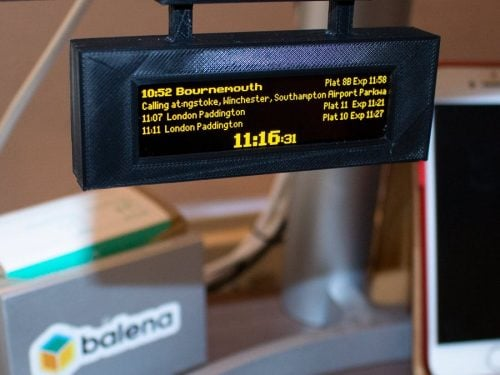 10:52 Bournemouth Plat 8B Exp 11:58
Calling at:ngstoke, Winchester, Southampton Airport Parkwa
11:07 London Paddington Plat 11 Exp 11:21
11:11 London Paddington Plat 10 Exp 11:27
11:16:31
balena